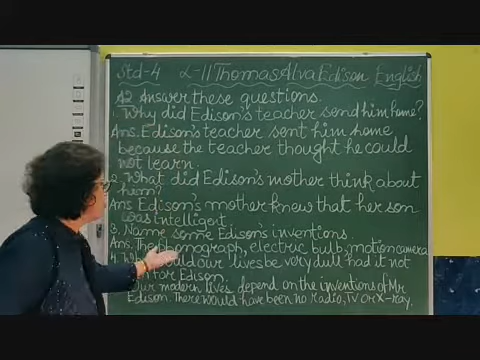 Std-4 L-11 Thomas Alva Edison English
A2 Answer these questions.
1. Why did Edison's teacher send him home?
Ans. Edison's teacher sent him home
because the teacher thought he could
not learn.
2. What did Edison's mother think about
him?
Ans Edison's mother knew that her son
was intelligent.
3. Name some Edison's inventions.
Ans. The phonograph, electric bulb, motion camera
4. Why would our lives be very dull had it not
for Edison.
Our modern lives depend on the inventions of Mr
Edison. There would have been no radio, TV or X-ray.